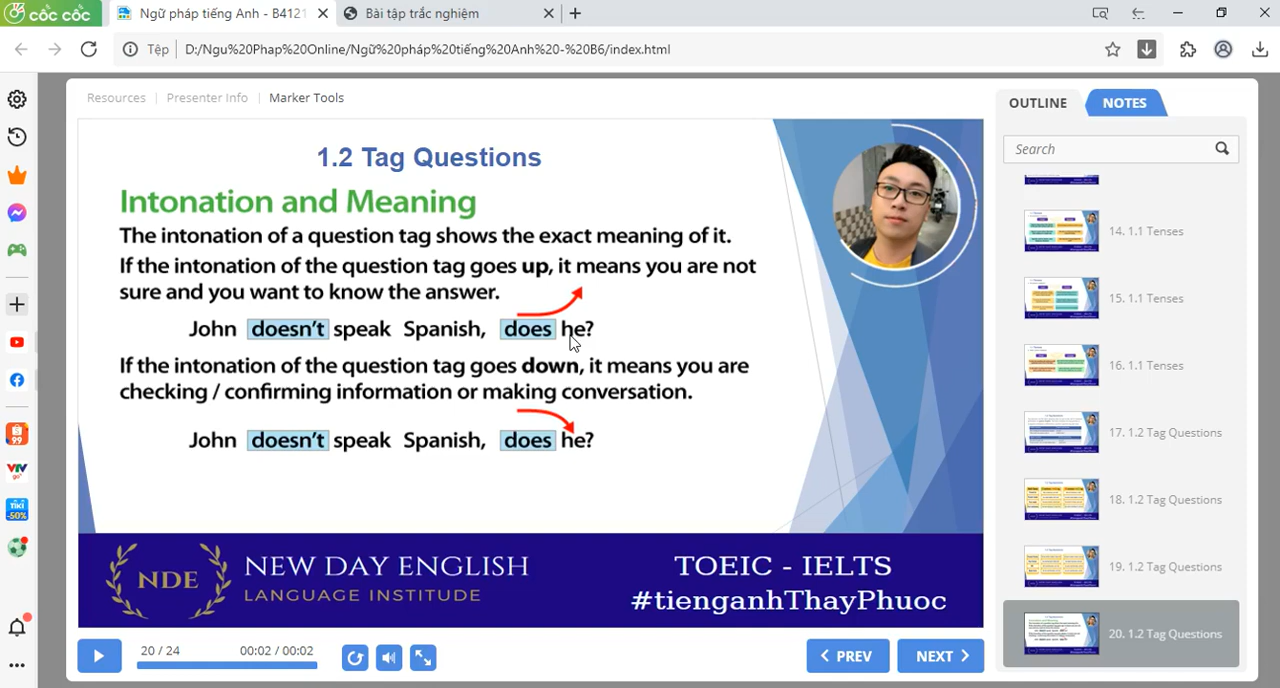 cốc cốc
Ngữ pháp tiếng Anh - B4121
Bài tập trắc nghiệm
Tệp
D:/Ngu%20Phap%20Online/Ngữ%20pháp%20tiếng%20Anh%20-%20B6/index.html
Resources
Presenter Info
Marker Tools
1.2 Tag Questions
Intonation and Meaning
The intonation of a question tag shows the exact meaning of it.
If the intonation of the question tag goes up, it means you are not
sure and you want to know the answer.
John doesn't speak Spanish, does he?
If the intonation of the question tag goes down, it means you are
checking / confirming information or making conversation.
John doesn't speak Spanish, does he?
NDE
NEW DAY ENGLISH
LANGUAGE INSTITUDE
TOEIC - IELTS
#tienganhThayPhuoc
20 / 24
00:02 / 00:02
PREV
NEXT
OUTLINE
NOTES
Search
14. 1.1 Tenses
15. 1.1 Tenses
16. 1.1 Tenses
17. 1.2 Tag Questions
18. 1.2 Tag Questions
19. 1.2 Tag Questions
20. 1.2 Tag Questions
99
VTV
go
TIKI
-50%